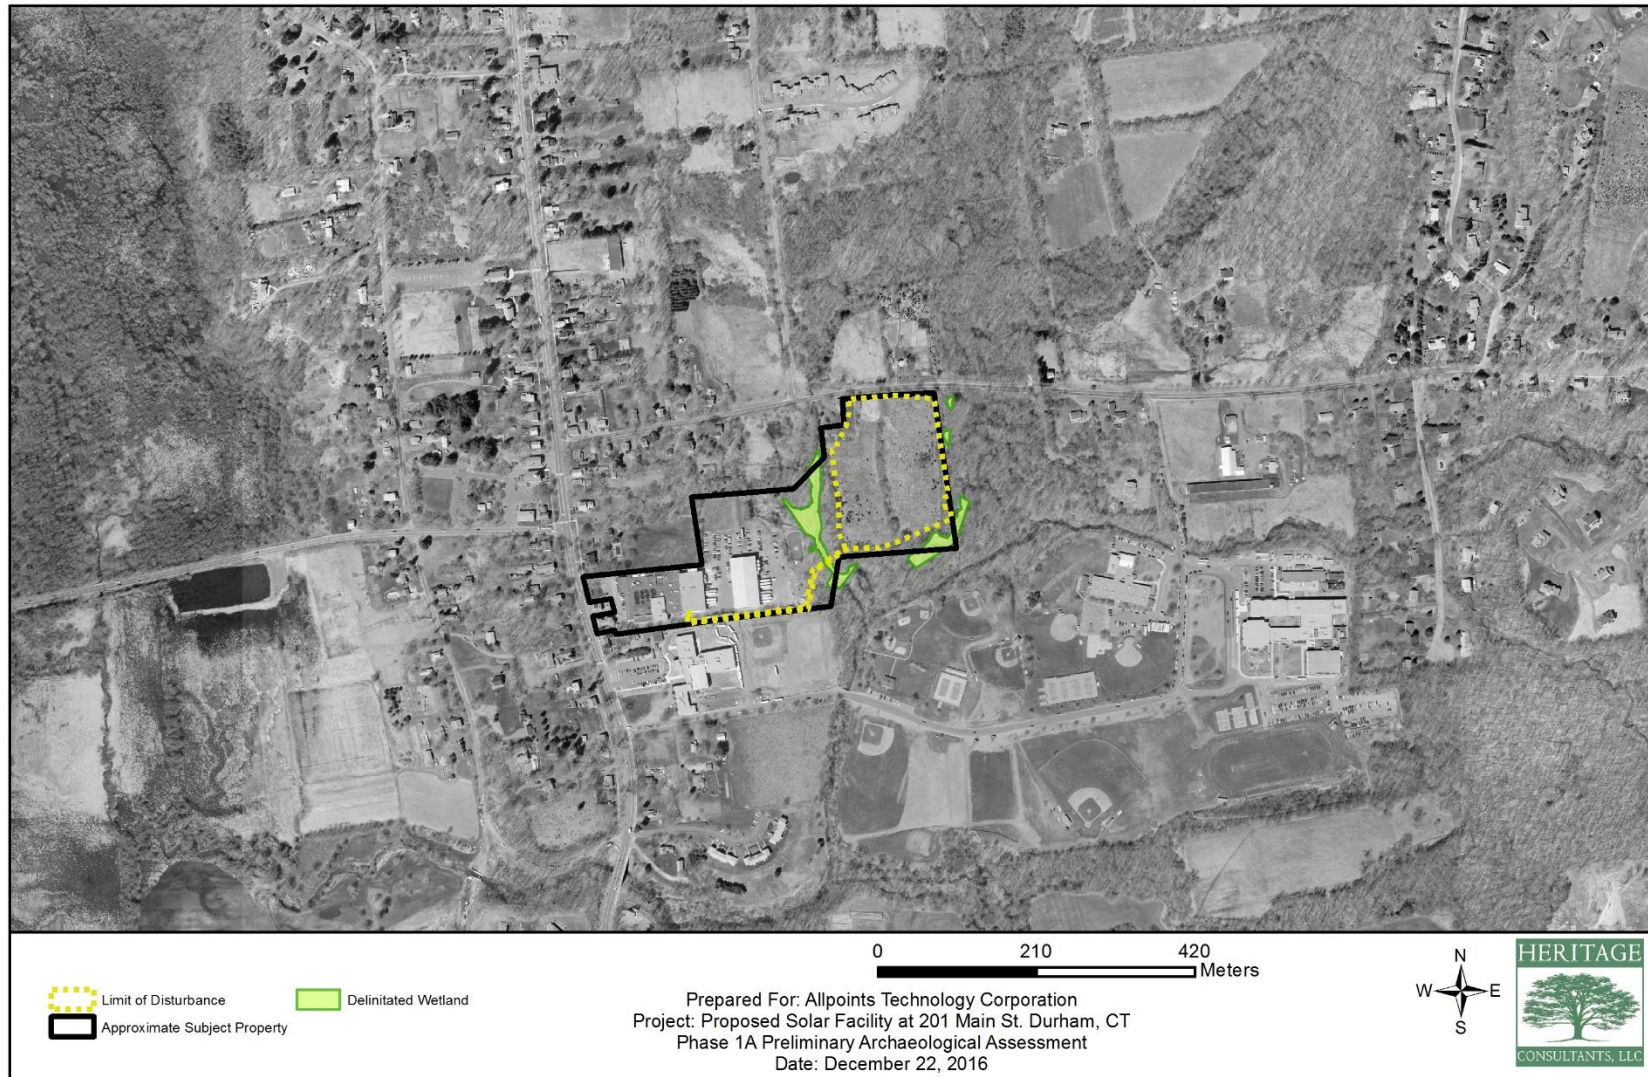 0 210 420
Meters
Limit of Disturbance
Delinitated Wetland
Approximate Subject Property
Prepared For: Allpoints Technology Corporation
Project: Proposed Solar Facility at 201 Main St. Durham, CT
Phase 1A Preliminary Archaeological Assessment
Date: December 22, 2016
N
W E
S
HERITAGE
CONSULTANTS, LLC